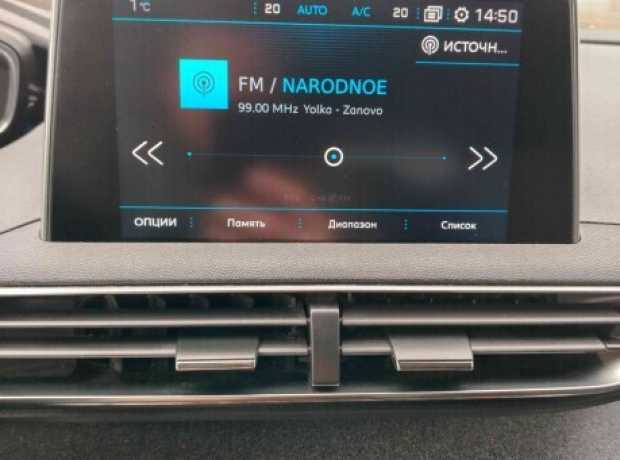 1°C 20 AUTO A/C 20 14:50
ИСТОЧН...
FM / NARODNOE
99.00 MHz Yolka - Zanovo
ОПЦИИ Память Диапазон Список